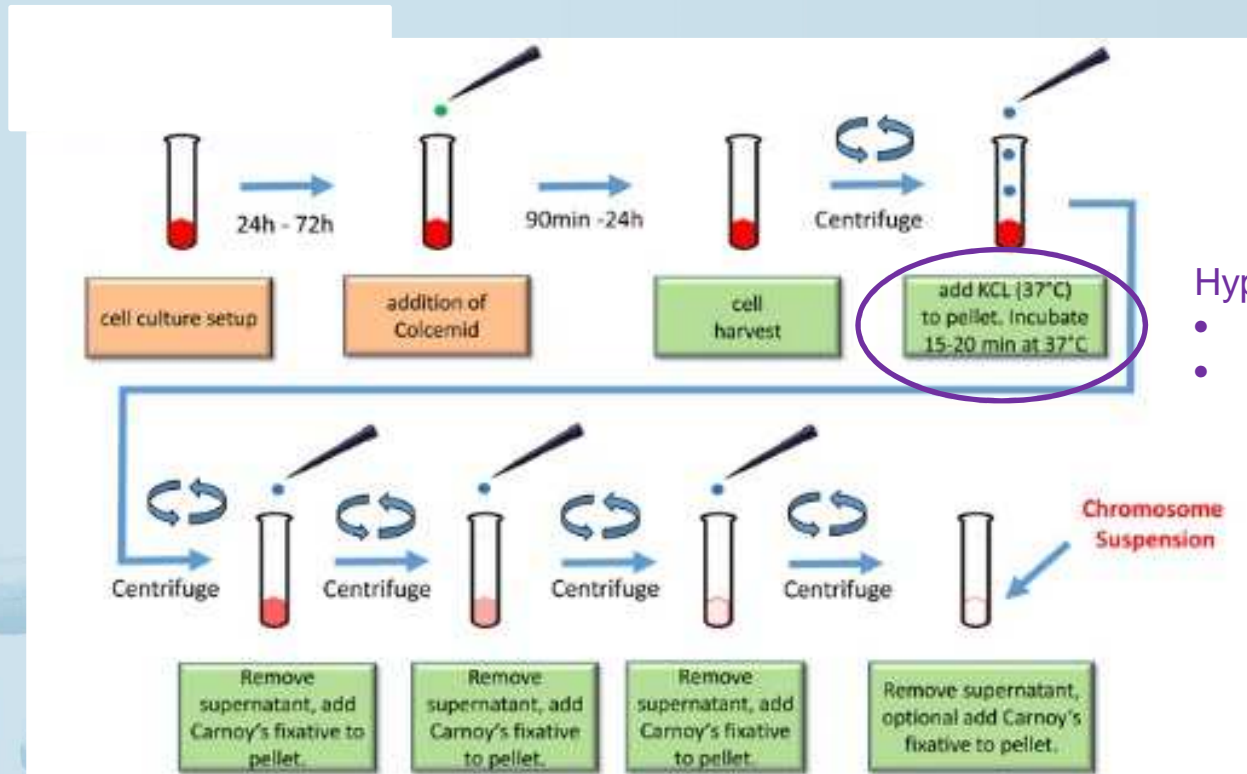 24h - 72h
90min -24h
Centrifuge
cell culture setup
addition of
Colcemid
cell
harvest
add KCL (37°C)
to pellet. Incubate
15-20 min at 37°C
Hyp
•
•
Centrifuge
Centrifuge
Centrifuge
Centrifuge
Chromosome
Suspension
Remove
supernatant, add
Carnoy's fixative to
pellet.
Remove
supernatant, add
Carnoy's fixative
to pellet.
Remove
supernatant, add
Carnoy's fixative
to pellet.
Remove supernatant,
optional add Carnoy's
fixative to pellet.